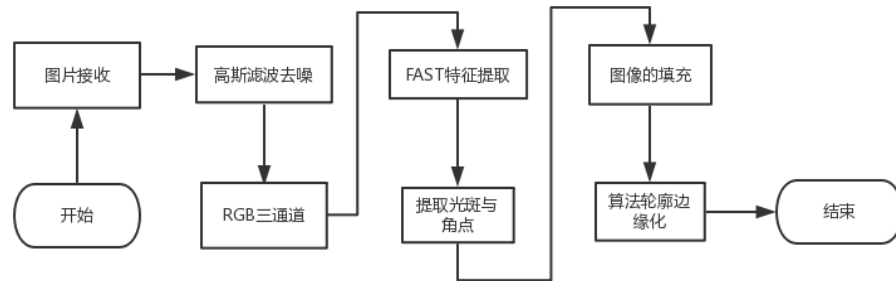 图片接收
高斯滤波去噪
FAST特征提取
图像的填充
开始
RGB三通道
提取光斑与
角点
算法轮廓边
缘化
结束